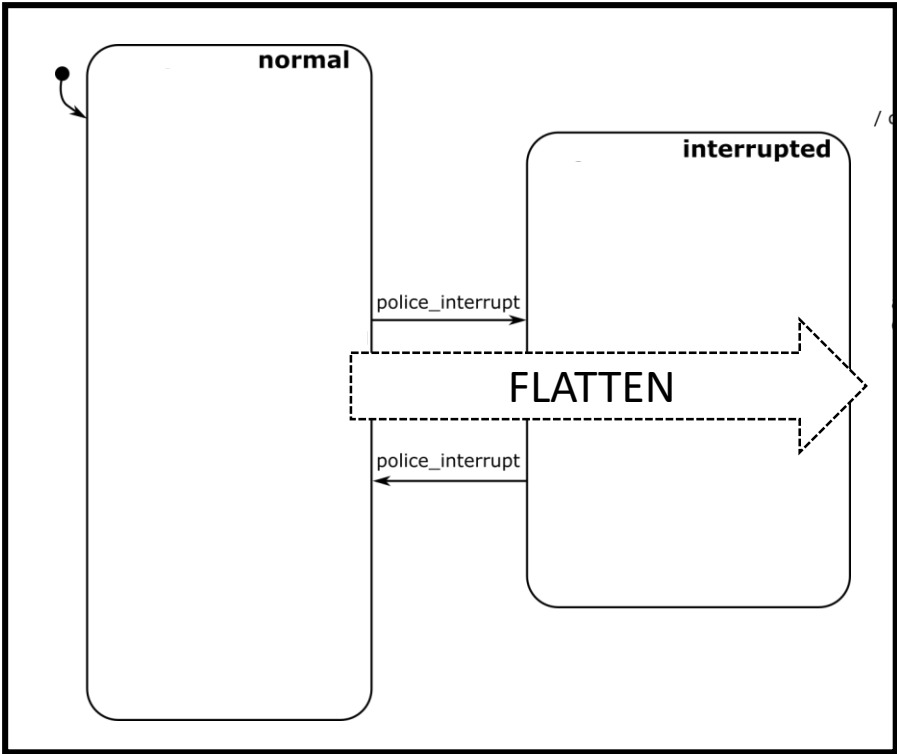 normal
interrupted
police_interrupt
FLATTEN
police_interrupt